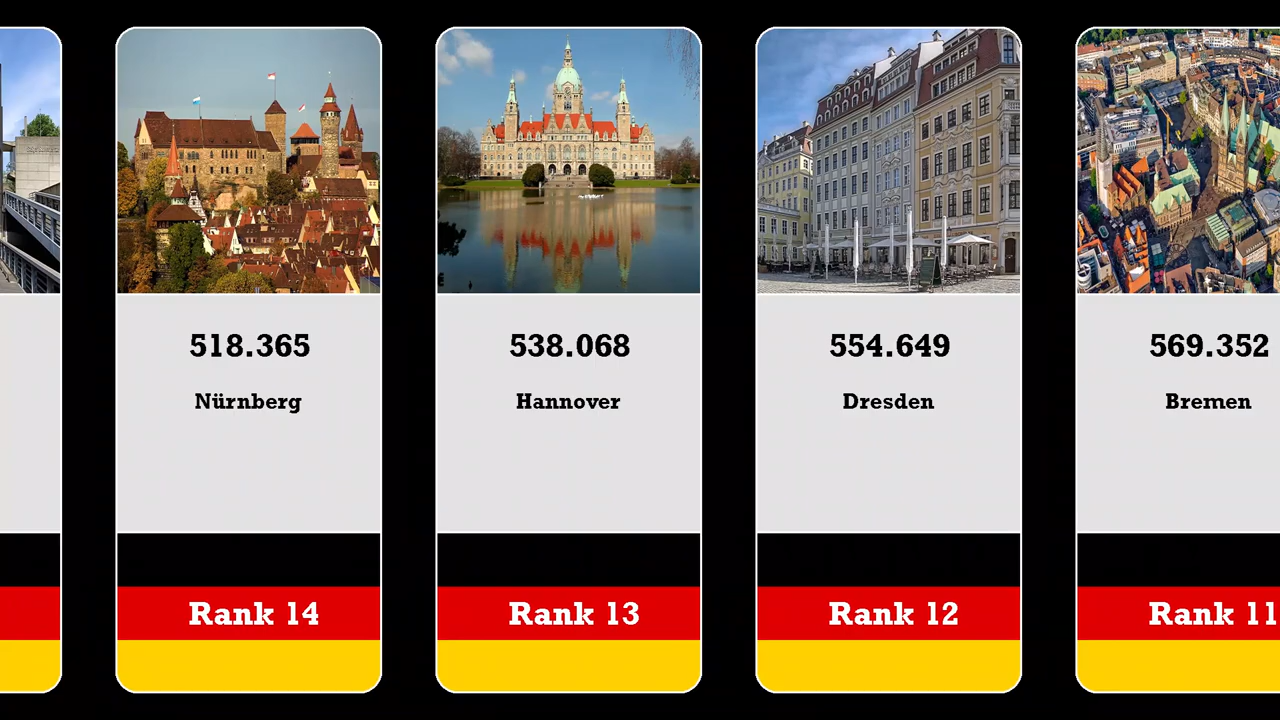 518.365
Nürnberg
Rank 14
538.068
Hannover
Rank 13
554.649
Dresden
Rank 12
569.352
Bremen
Rank 11